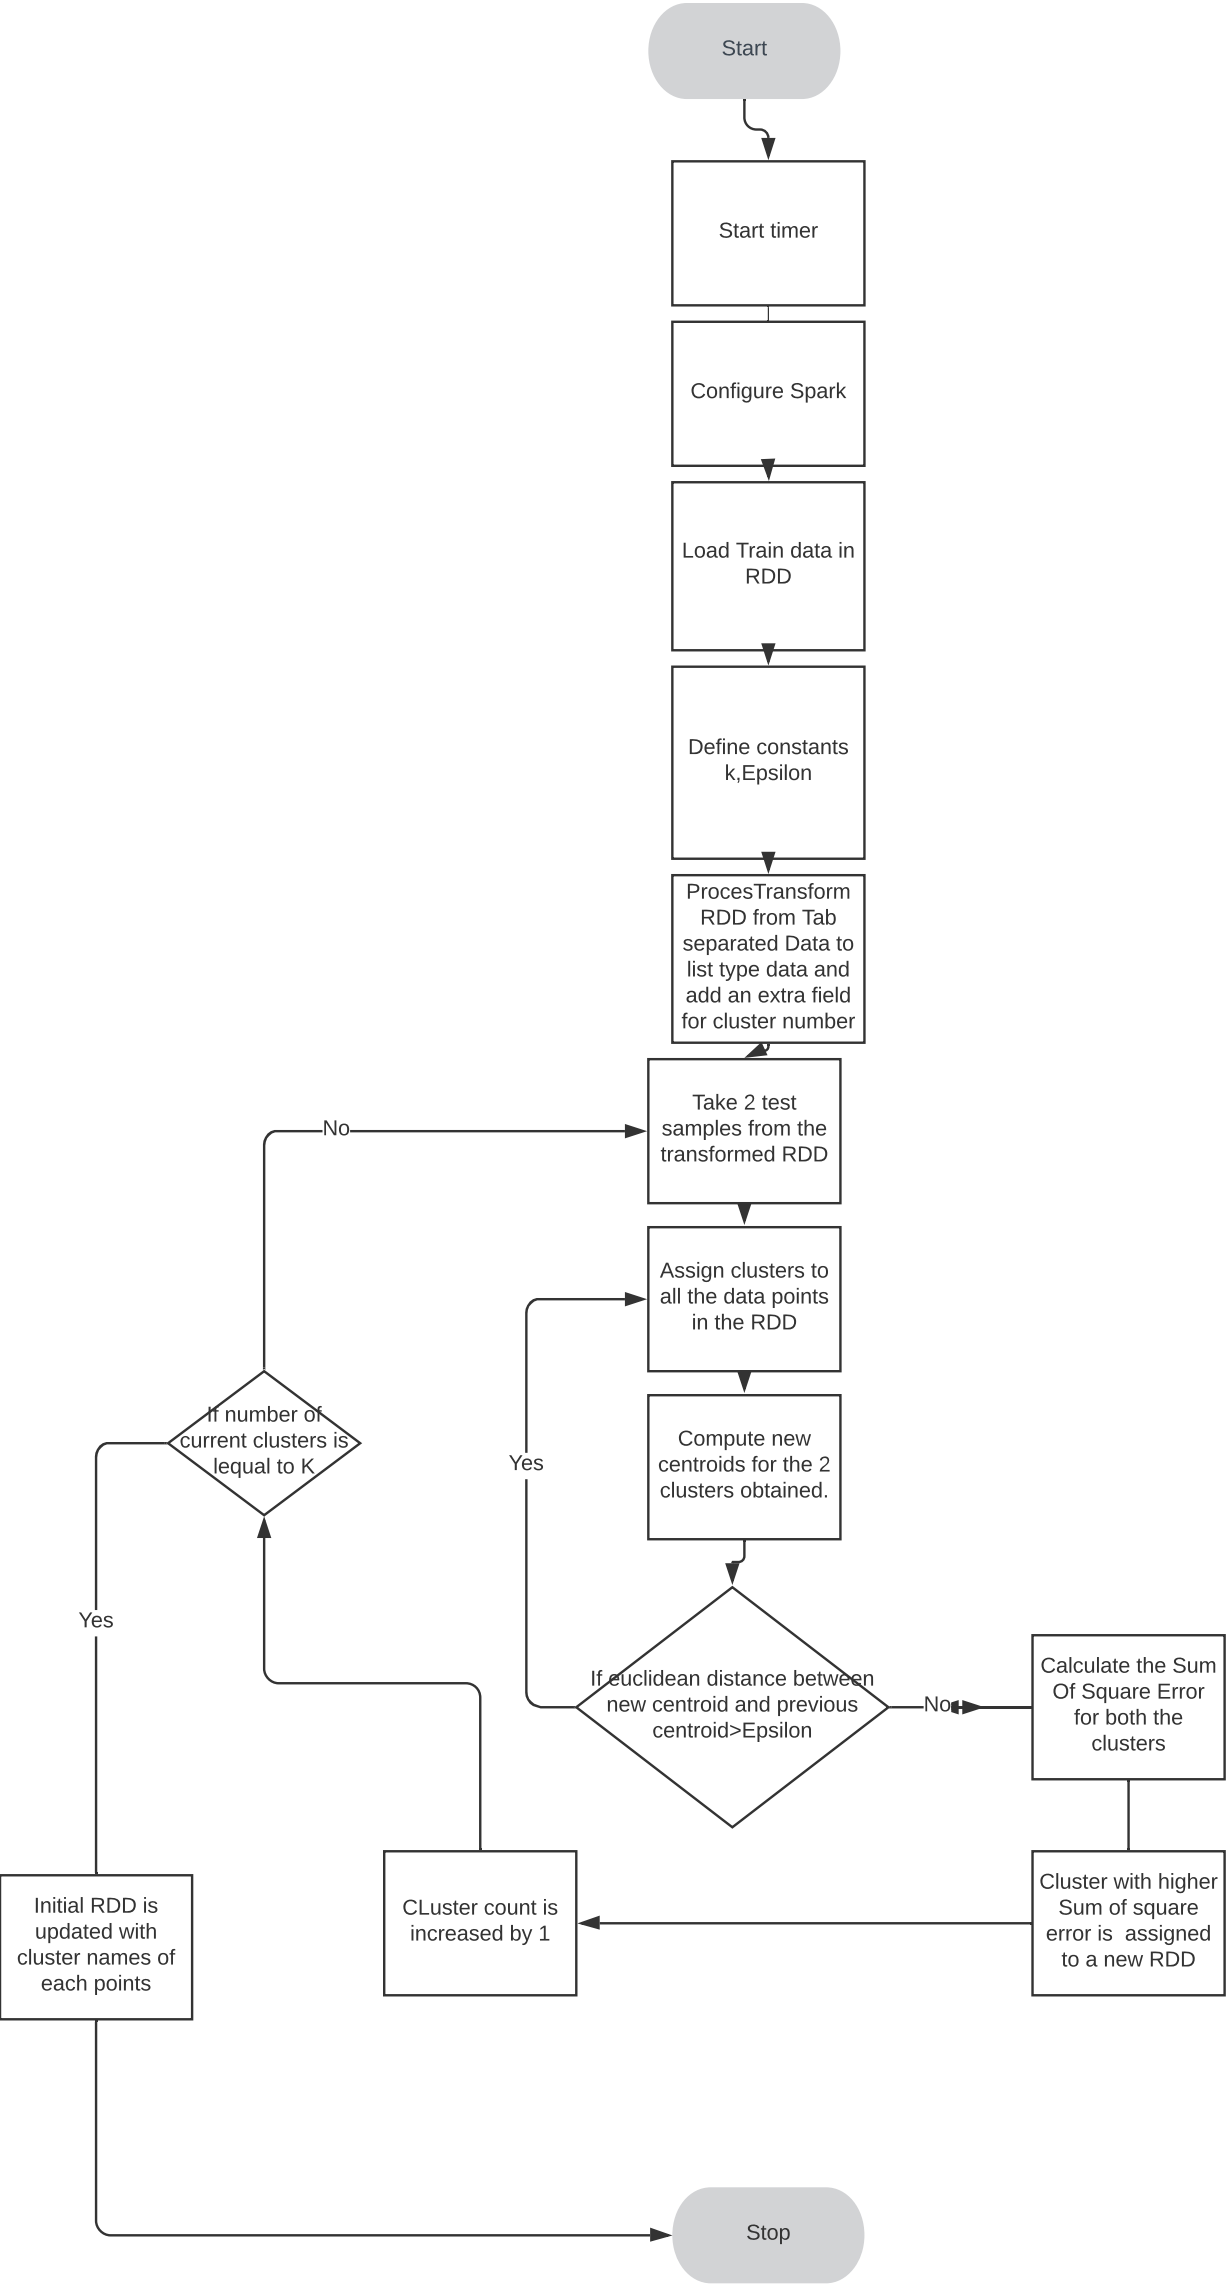 Start
Start timer
Configure Spark
Load Train data in
RDD
Define constants
k,Epsilon
ProcesTransform
RDD from Tab
separated Data to
list type data and
add an extra field
for cluster number
Take 2 test
samples from the
transformed RDD
No
Assign clusters to
all the data points
in the RDD
If number of
current clusters is
lequal to K
Compute new
centroids for the 2
clusters obtained.
Yes
Yes
If euclidean distance between
new centroid and previous
centroid>Epsilon
No
Calculate the Sum
Of Square Error
for both the
clusters
Cluster with higher
Sum of square
error is  assigned
to a new RDD
CLuster count is
increased by 1
Initial RDD is
updated with
cluster names of
each points
Stop